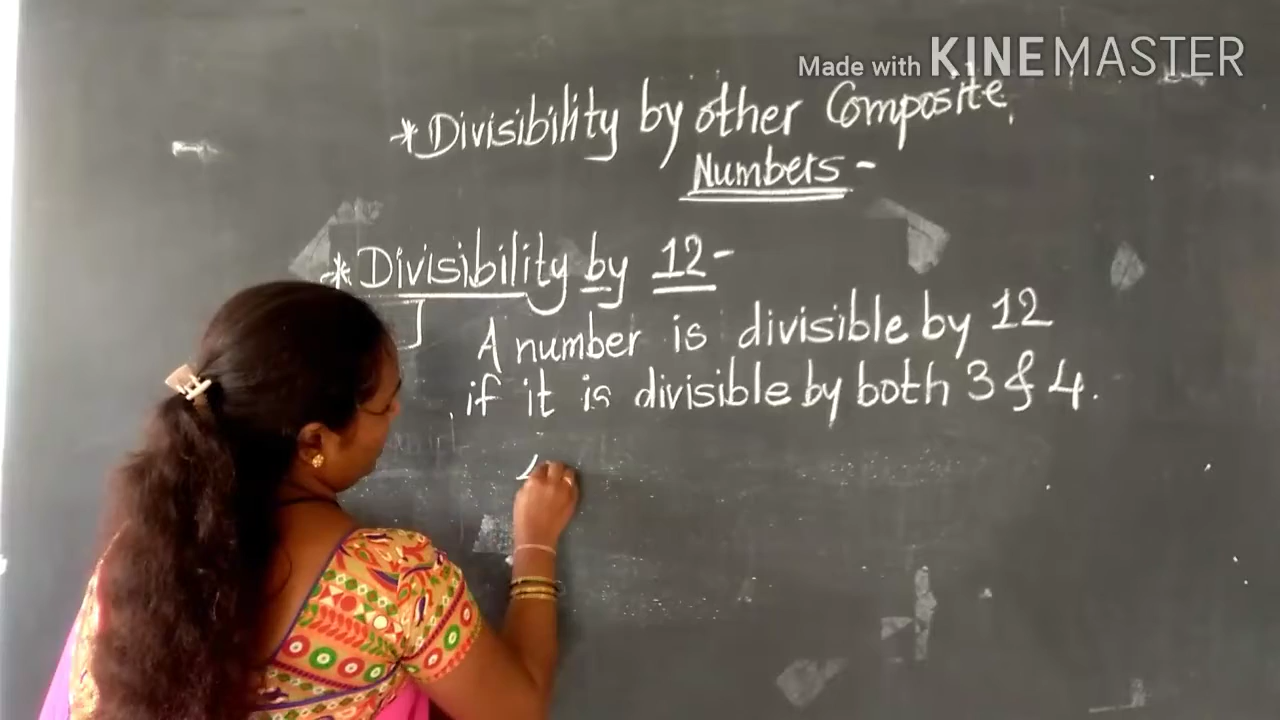 Made with KINEMASTER
* Divisibility by other Composite
Numbers -
* Divisibility by 12 -
A number is divisible by 12
if it is divisible by both 3 & 4.